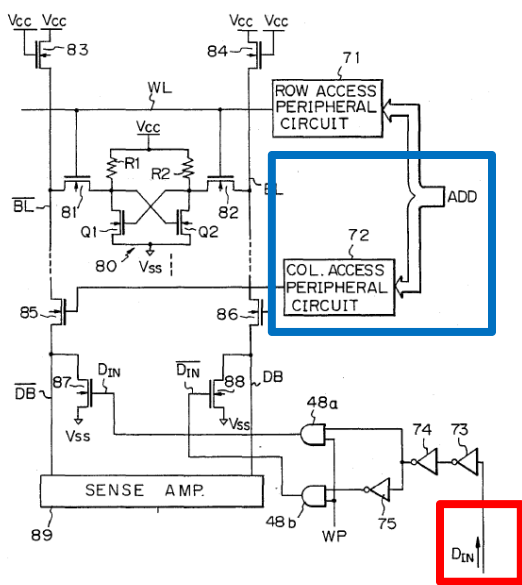 Vcc Vcc
83
84
Vcc
71
WL
ROW ACCESS
PERIPHERAL
CIRCUIT
Vcc
R1
R2
BL
81
82
BL
ADD
Q1
Q2
80
Vss
72
COL. ACCESS
PERIPHERAL
CIRCUIT
85
86
DB
87
DIN
DIN
88
DB
Vss
Vss
48a
74
73
SENSE AMP.
89
48b
75
WP
DIN